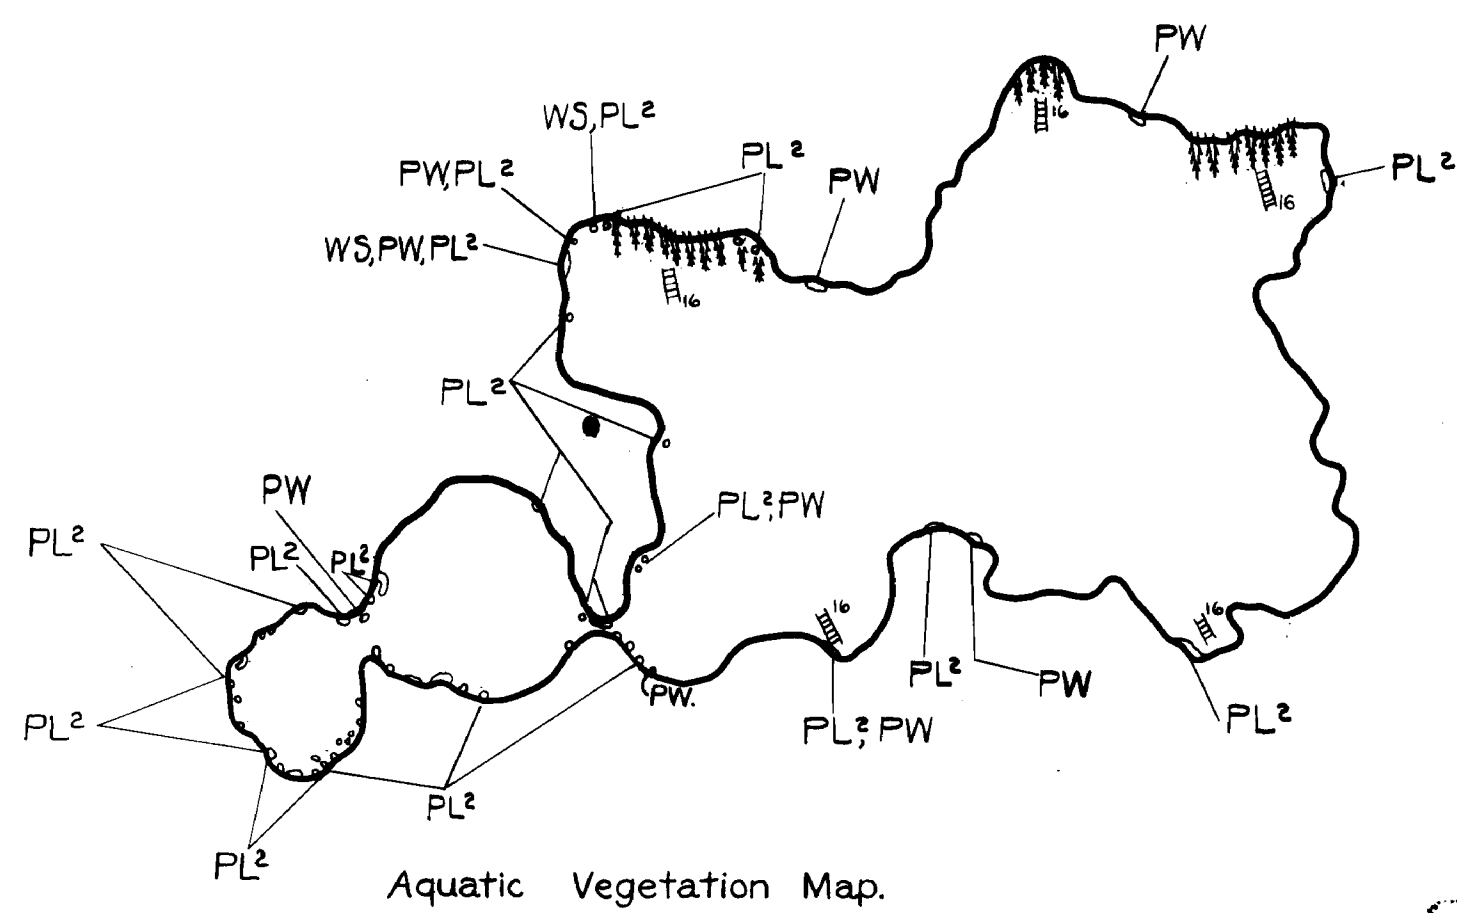 PW
16
WS, PL²
PL²
PW, PL²
PL²
PW
16
WS, PW, PL²
16
PL²
PW
PL², PW
PL²
PL²
PL²
16
16
PL²
PW
PW.
PL²
PL², PW
PL²
PL²
PL²
Aquatic Vegetation Map.